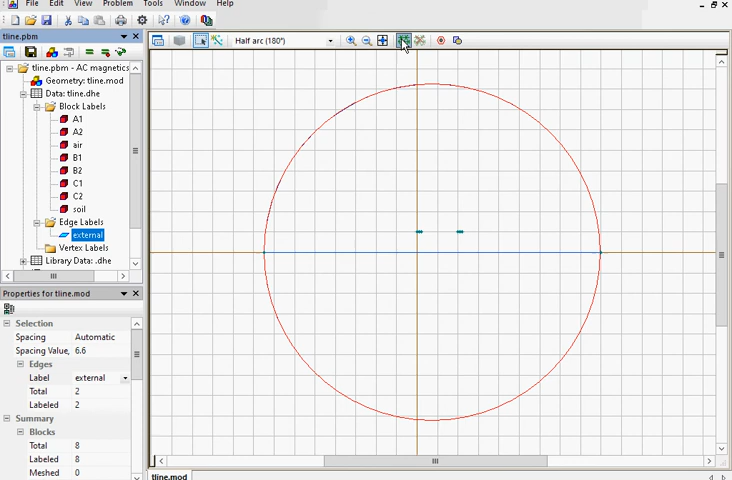 File Edit View Problem Tools Window Help
tline.pbm
Half arc (180°)
tline.pbm - AC magnetics
Geometry: tline.mod
Data: tline.dhe
Block Labels
A1
A2
air
B1
B2
C1
C2
soil
Edge Labels
external
Vertex Labels
Library Data: .dhe
Properties for tline.mod
Selection
Spacing Automatic
Spacing Value, 6.6
Edges
Label external
Total 2
Labeled 2
Summary
Blocks
Total 8
Labeled 8
Meshed 0
tline.mod